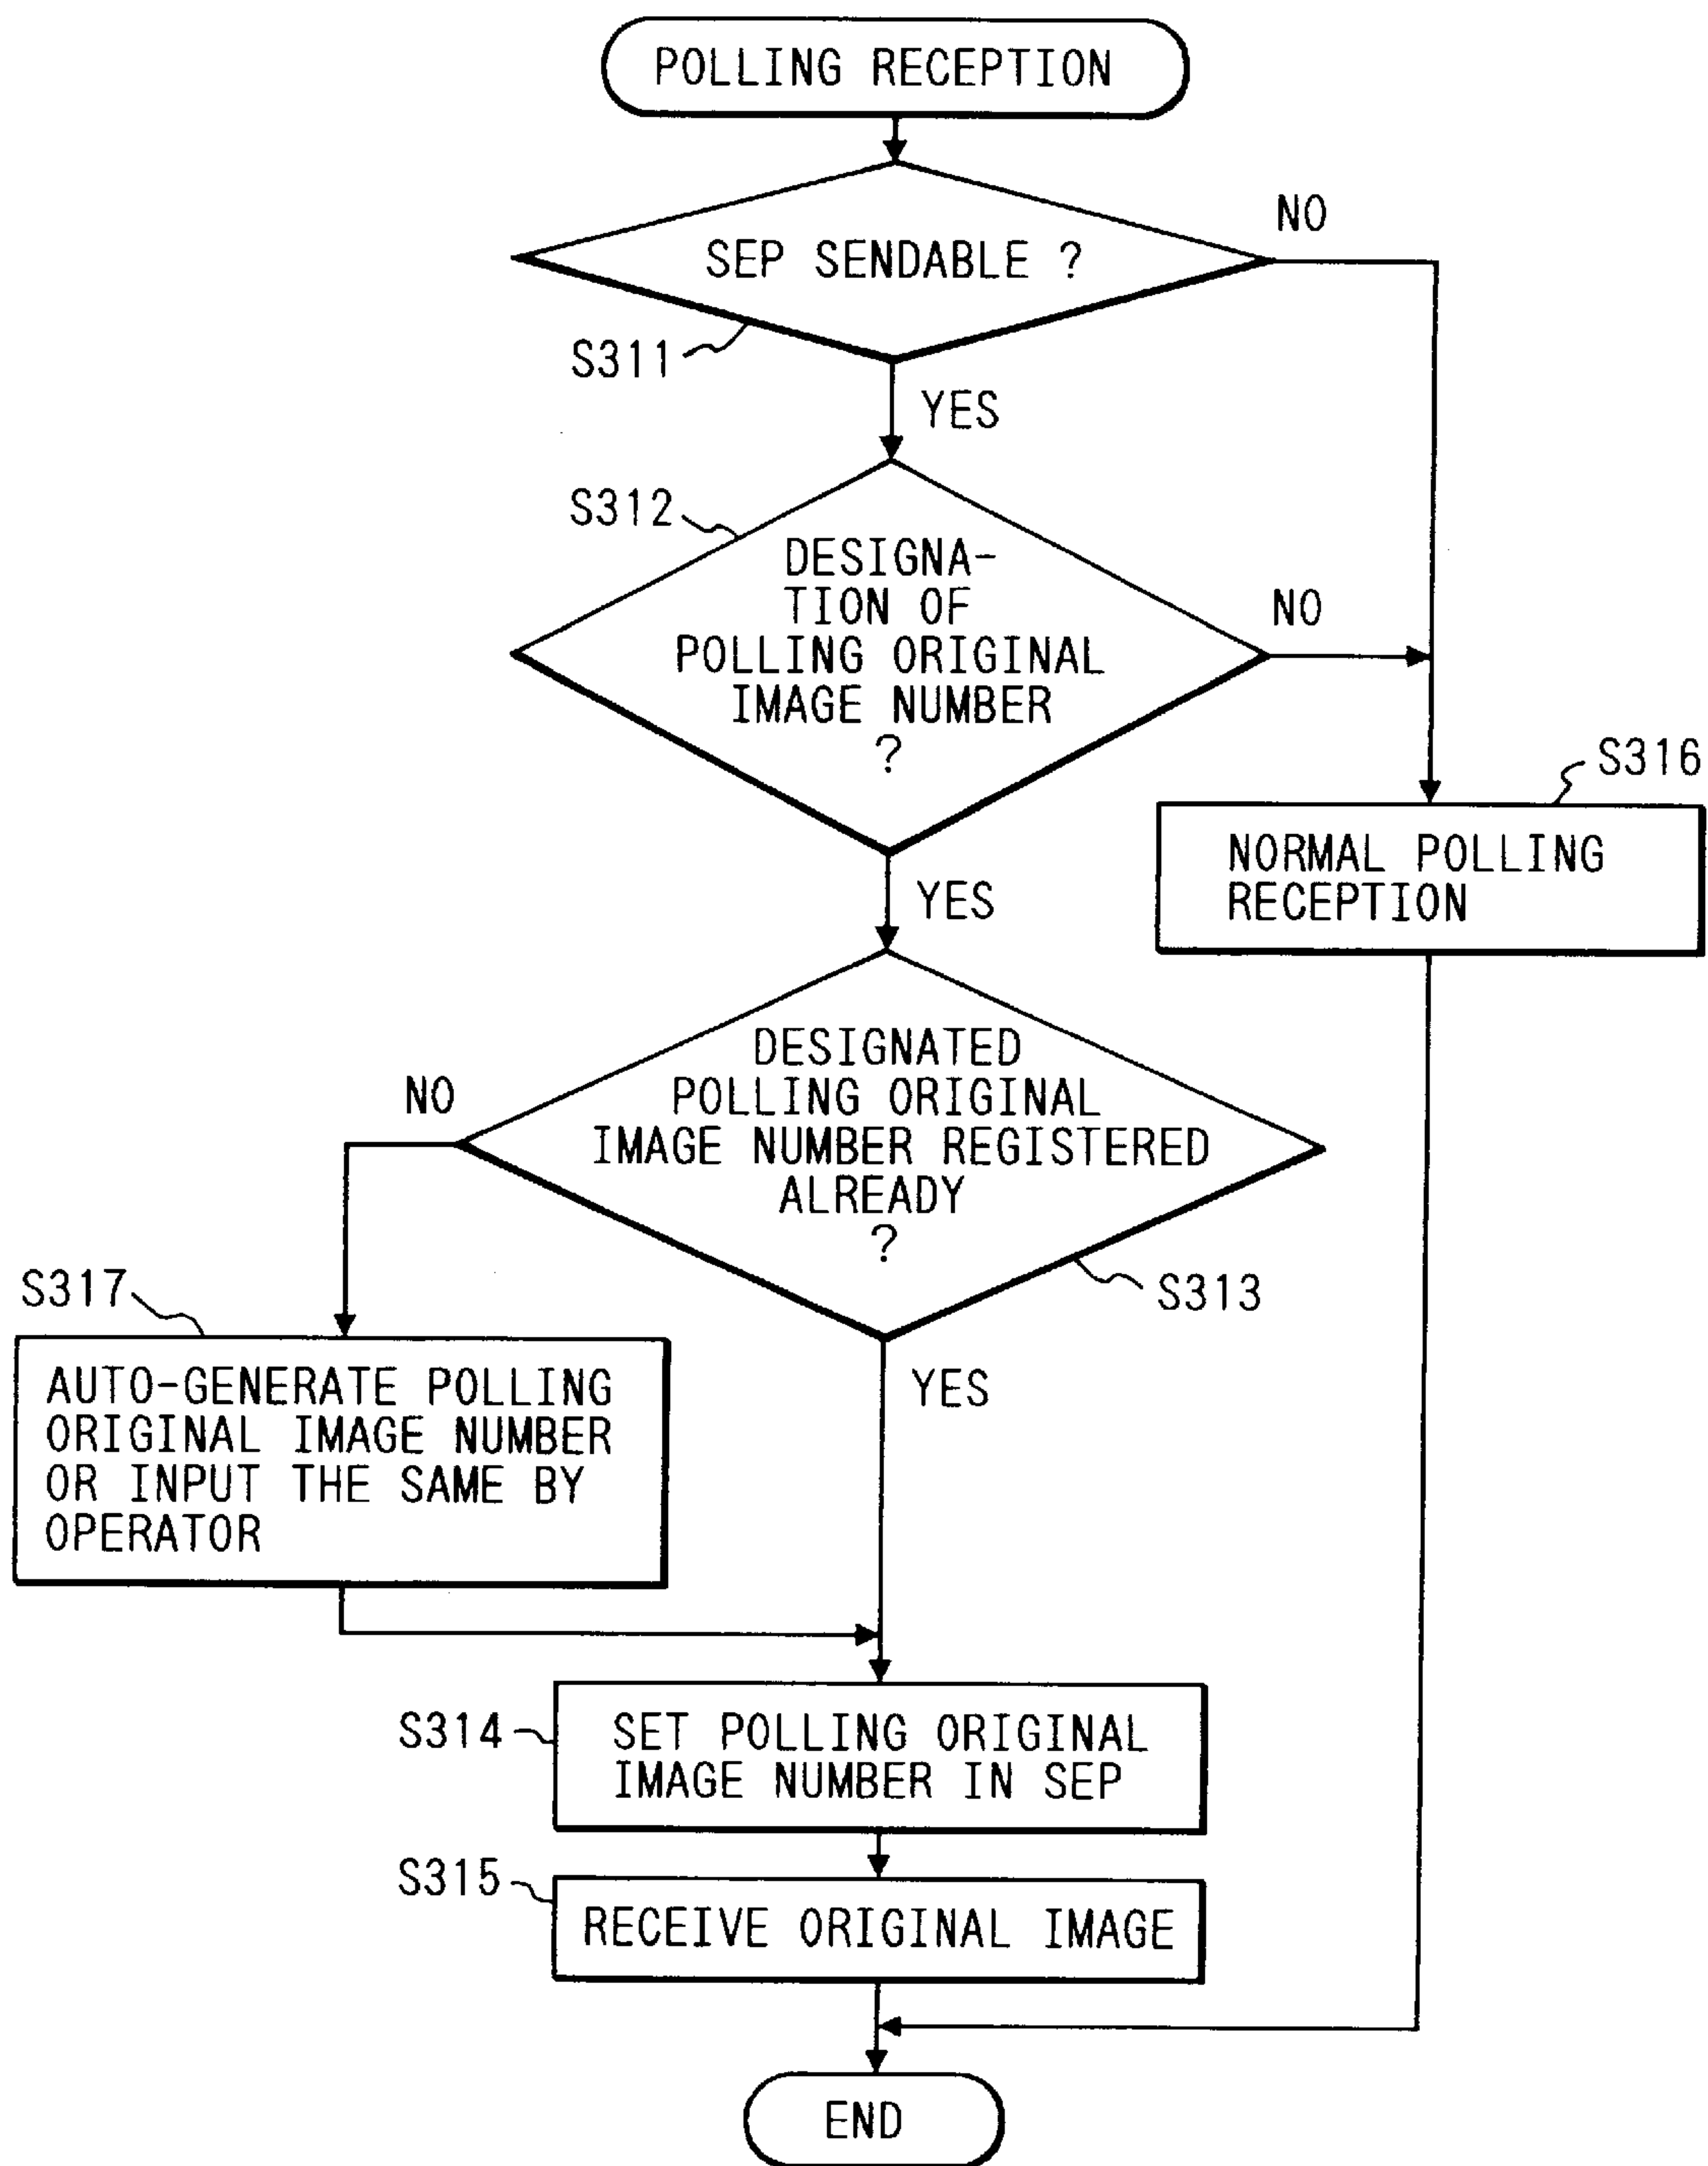 POLLING RECEPTION
SEP SENDABLE ?
NO
S311
YES
S312
DESIGNA-
TION OF
POLLING ORIGINAL
IMAGE NUMBER
?
NO
S316
NORMAL POLLING
RECEPTION
YES
DESIGNATED
POLLING ORIGINAL
IMAGE NUMBER REGISTERED
ALREADY
?
NO
S313
S317
AUTO-GENERATE POLLING
ORIGINAL IMAGE NUMBER
OR INPUT THE SAME BY
OPERATOR
YES
S314
SET POLLING ORIGINAL
IMAGE NUMBER IN SEP
S315
RECEIVE ORIGINAL IMAGE
END